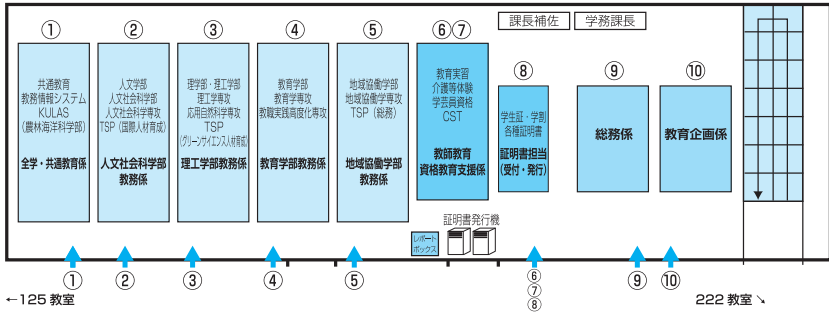 課長補佐
学務課長
①
②
③
④
⑤
⑥⑦
⑧
⑨
⑩
共通教育
教務情報システム
KULAS
(農林海洋科学部)
全学・共通教育係
人文学部
人文社会科学部
人文社会科学専攻
TSP(国際人材育成)
人文社会科学部
教務係
理学部・理工学部
理工学専攻
応用自然科学専攻
TSP
(グリーンサイエンス人材育成)
理工学部教務係
教育学部
教育学専攻
教職実践高度化専攻
教育学部教務係
地域協働学部
地域協働学専攻
TSP(総務)
地域協働学部
教務係
教育実習
介護等体験
学芸員資格
CST
教師教育
資格教育支援係
学生証・学割
各種証明書
証明書担当
(受付・発行)
総務係
教育企画係
レポート
ボックス
証明書発行機
①
②
③
④
⑤
⑥
⑦
⑧
⑨
⑩
←125 教室
222 教室↘